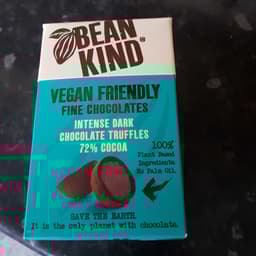 BEAN
KIND
VEGAN FRIENDLY
FINE CHOCOLATES
INTENSE DARK
CHOCOLATE TRUFFLES
72% COCOA
100%
Plant Based
Ingredients
No Palm Oil.
SAVE THE EARTH.
It is the only planet with chocolate.